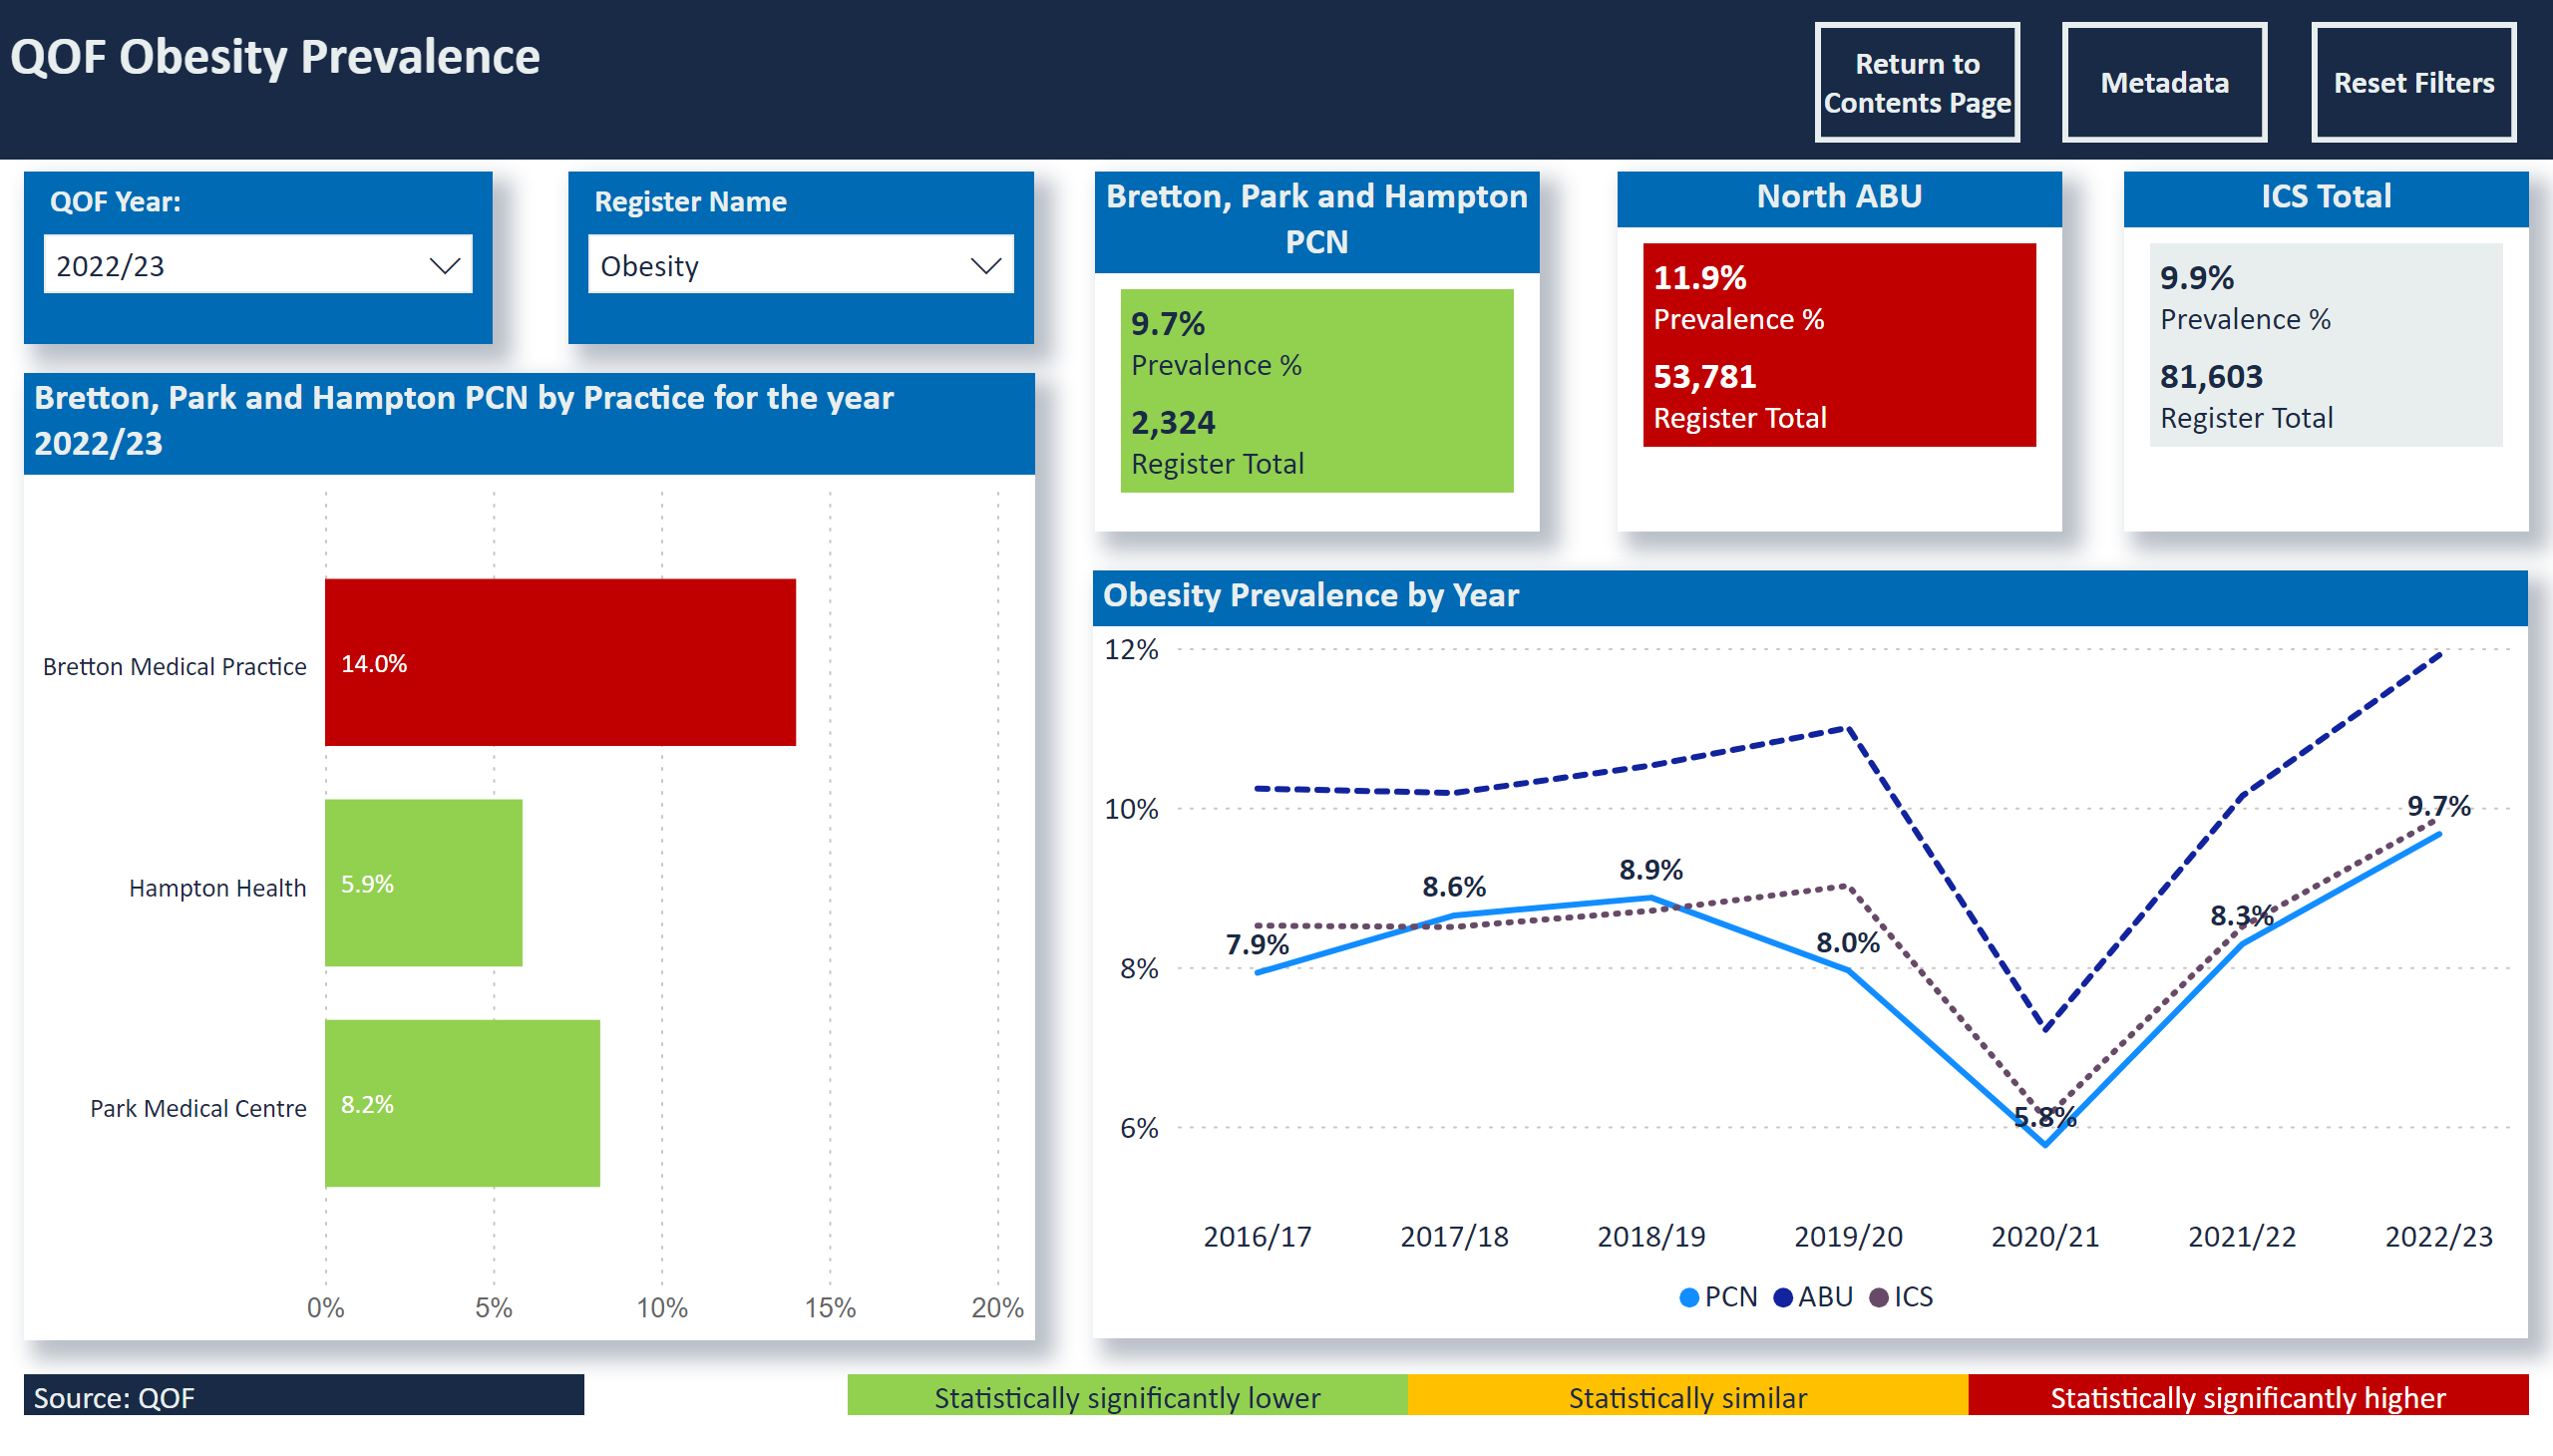 QOF Obesity Prevalence
Return to
Contents Page
Metadata
Reset Filters
QOF Year:
2022/23
Register Name
Obesity
Bretton, Park and Hampton
PCN
9.7%
Prevalence %
2,324
Register Total
North ABU
11.9%
Prevalence %
53,781
Register Total
ICS Total
9.9%
Prevalence %
81,603
Register Total
Bretton, Park and Hampton PCN by Practice for the year
2022/23
Bretton Medical Practice
14.0%
Hampton Health
5.9%
Park Medical Centre
8.2%
0% 5% 10% 15% 20%
Obesity Prevalence by Year
12%
10%
8%
6%
7.9%
8.6%
8.9%
8.0%
5.8%
8.3%
9.7%
2016/17 2017/18 2018/19 2019/20 2020/21 2021/22 2022/23
PCN ABU ICS
Source: QOF
Statistically significantly lower
Statistically similar
Statistically significantly higher